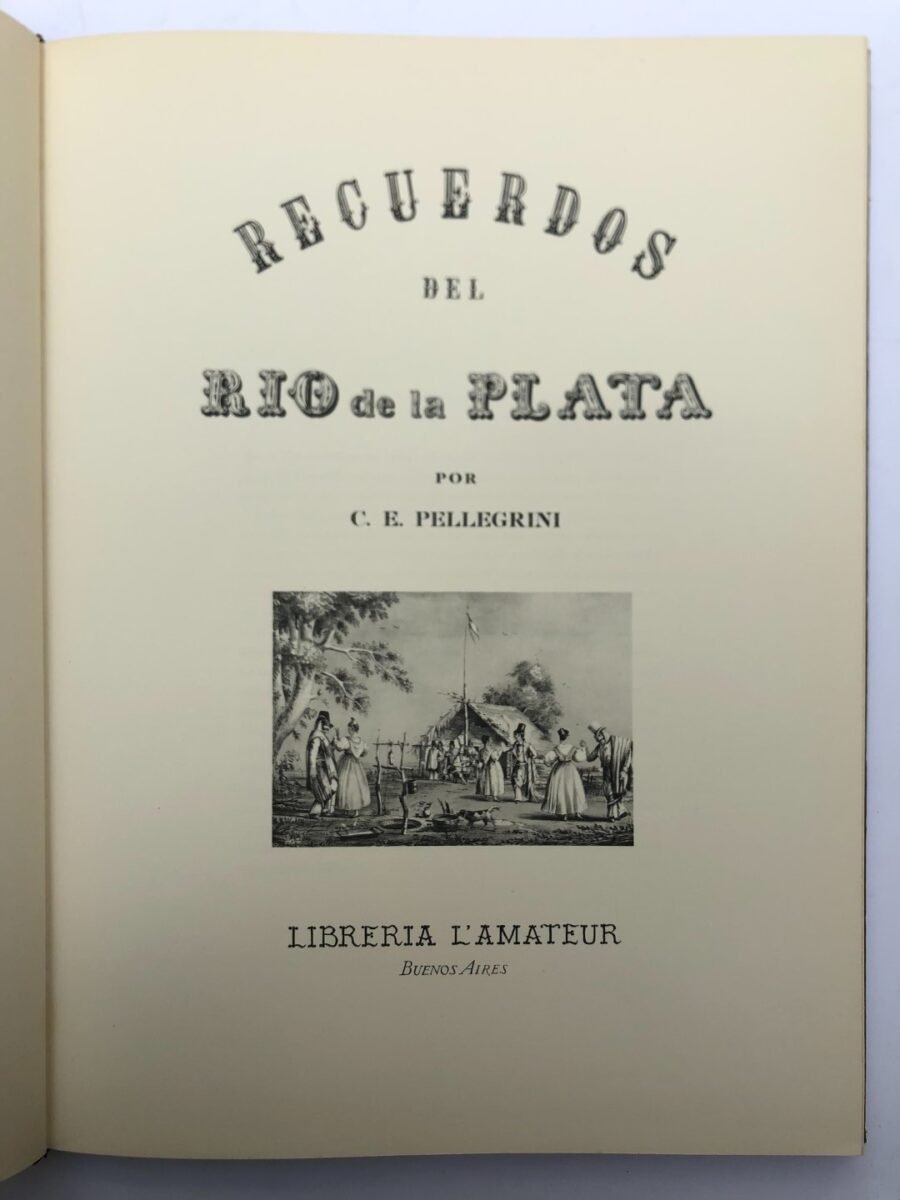 RECUERDOS
DEL
RIO de la PLATA
POR
C. E. PELLEGRINI
LIBRERIA L'AMATEUR
BUENOS AIRES